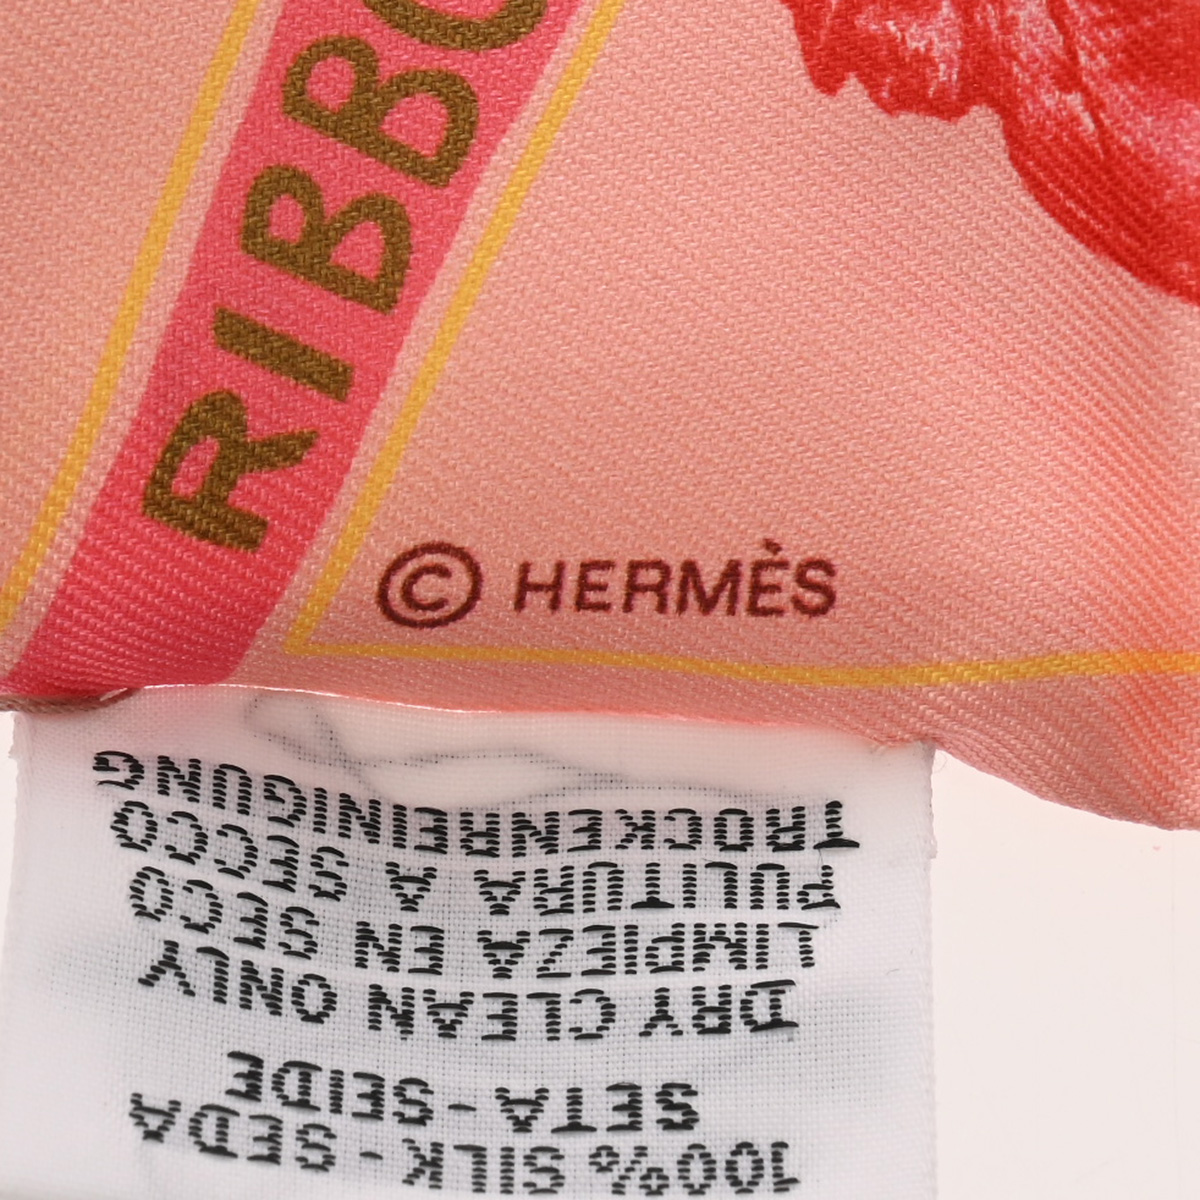 RIBBO
© HERMÈS
100% SILK - SEDA
SETA - SEIDE
DRY CLEAN ONLY
LIMPIEZA EN SECO
PULITURA A SECCO
TROCKENREINIGUNG